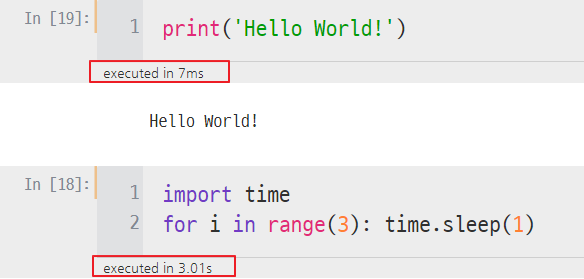 In [19]:
1 print('Hello World!')
executed in 7ms
Hello World!
In [18]:
1 import time
2 for i in range(3): time.sleep(1)
executed in 3.01s